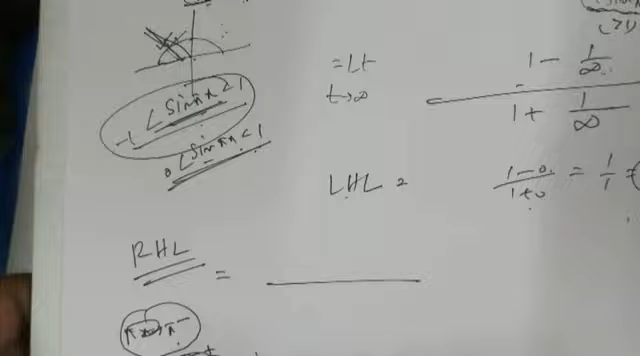 -1 < sin πx < 1
0 < sin πx < 1
= Lt
t→∞
1 - 1/∞
1 + 1/∞
LHL =
1-0/1+0 = 1/1 =
RHL =